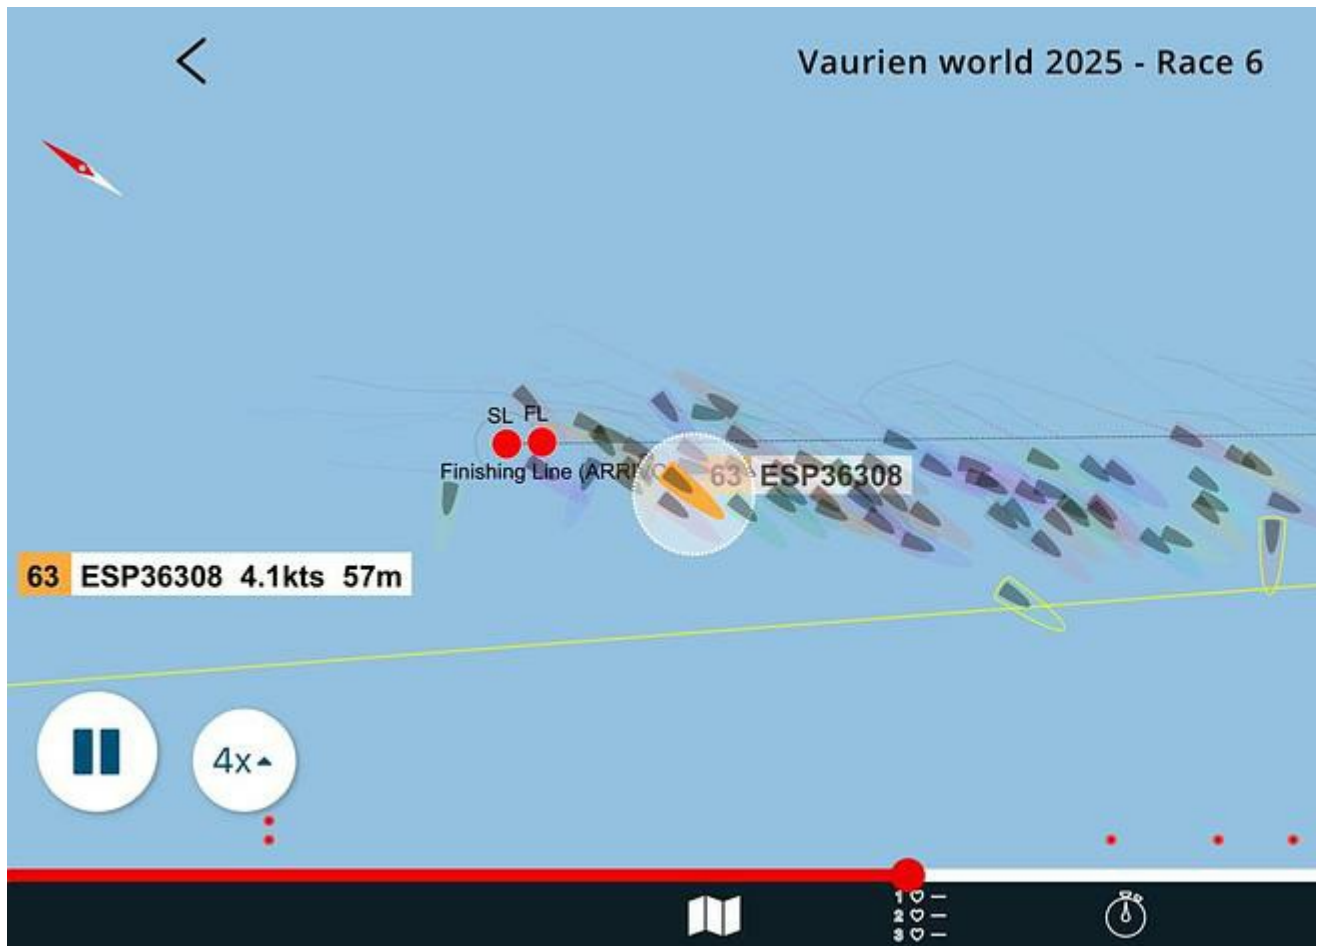 Vaurien world 2025 - Race 6
SL FL
Finishing Line (ARRIVO
63 ESP36308
63 ESP36308 4.1kts 57m
4x
1
2
3